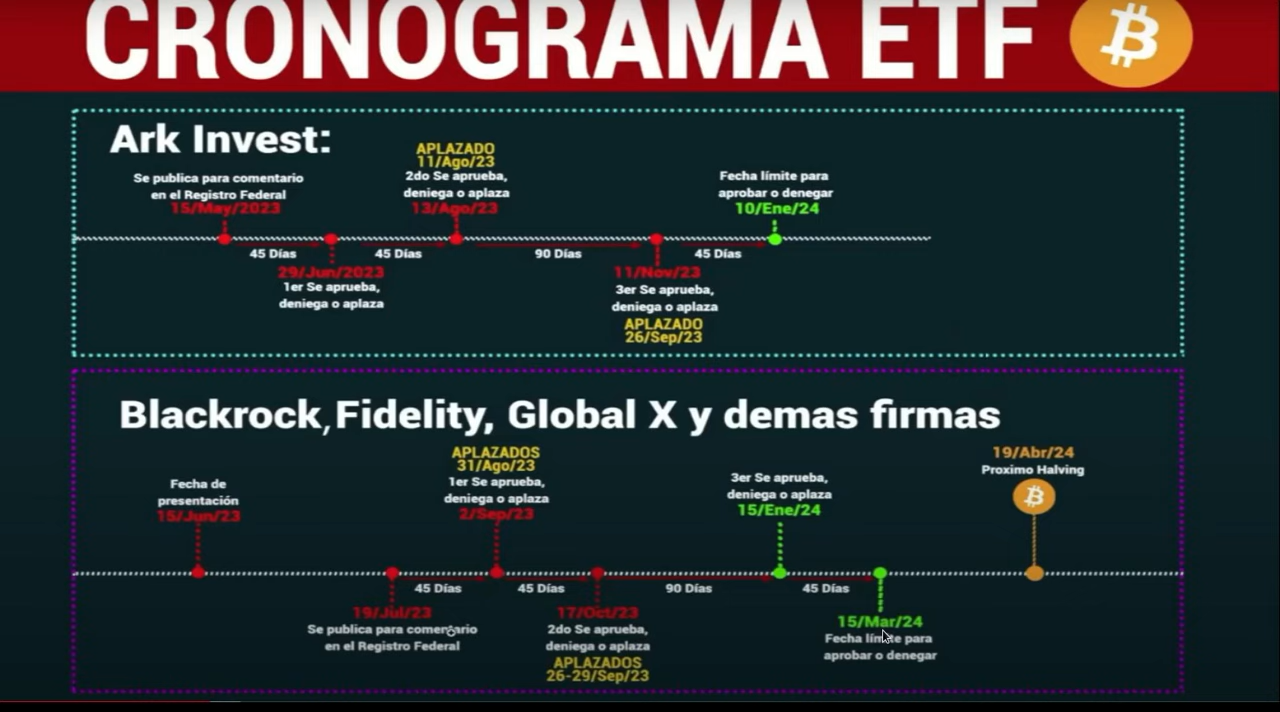 CRONOGRAMA ETF
Ark Invest:
Se publica para comentario
en el Registro Federal
15/May/2023
APLAZADO
11/Ago/23
2do Se aprueba,
deniega o aplaza
13/Ago/23
Fecha límite para
aprobar o denegar
10/Ene/24
45 Días
45 Días
90 Días
45 Días
29/Jun/2023
1er Se aprueba,
deniega o aplaza
11/Nov/23
3er Se aprueba,
deniega o aplaza
APLAZADO
26/Sep/23
Blackrock,Fidelity, Global X y demas firmas
Fecha de
presentación
15/Jun/23
APLAZADOS
31/Ago/23
1er Se aprueba,
deniega o aplaza
2/Sep/23
3er Se aprueba,
deniega o aplaza
15/Ene/24
19/Abr/24
Proximo Halving
45 Días
45 Días
90 Días
45 Días
19/Jul/23
Se publica para comentario
en el Registro Federal
17/Oct/23
2do Se aprueba,
deniega o aplaza
APLAZADOS
26-29/Sep/23
15/Mar/24
Fecha límite para
aprobar o denegar